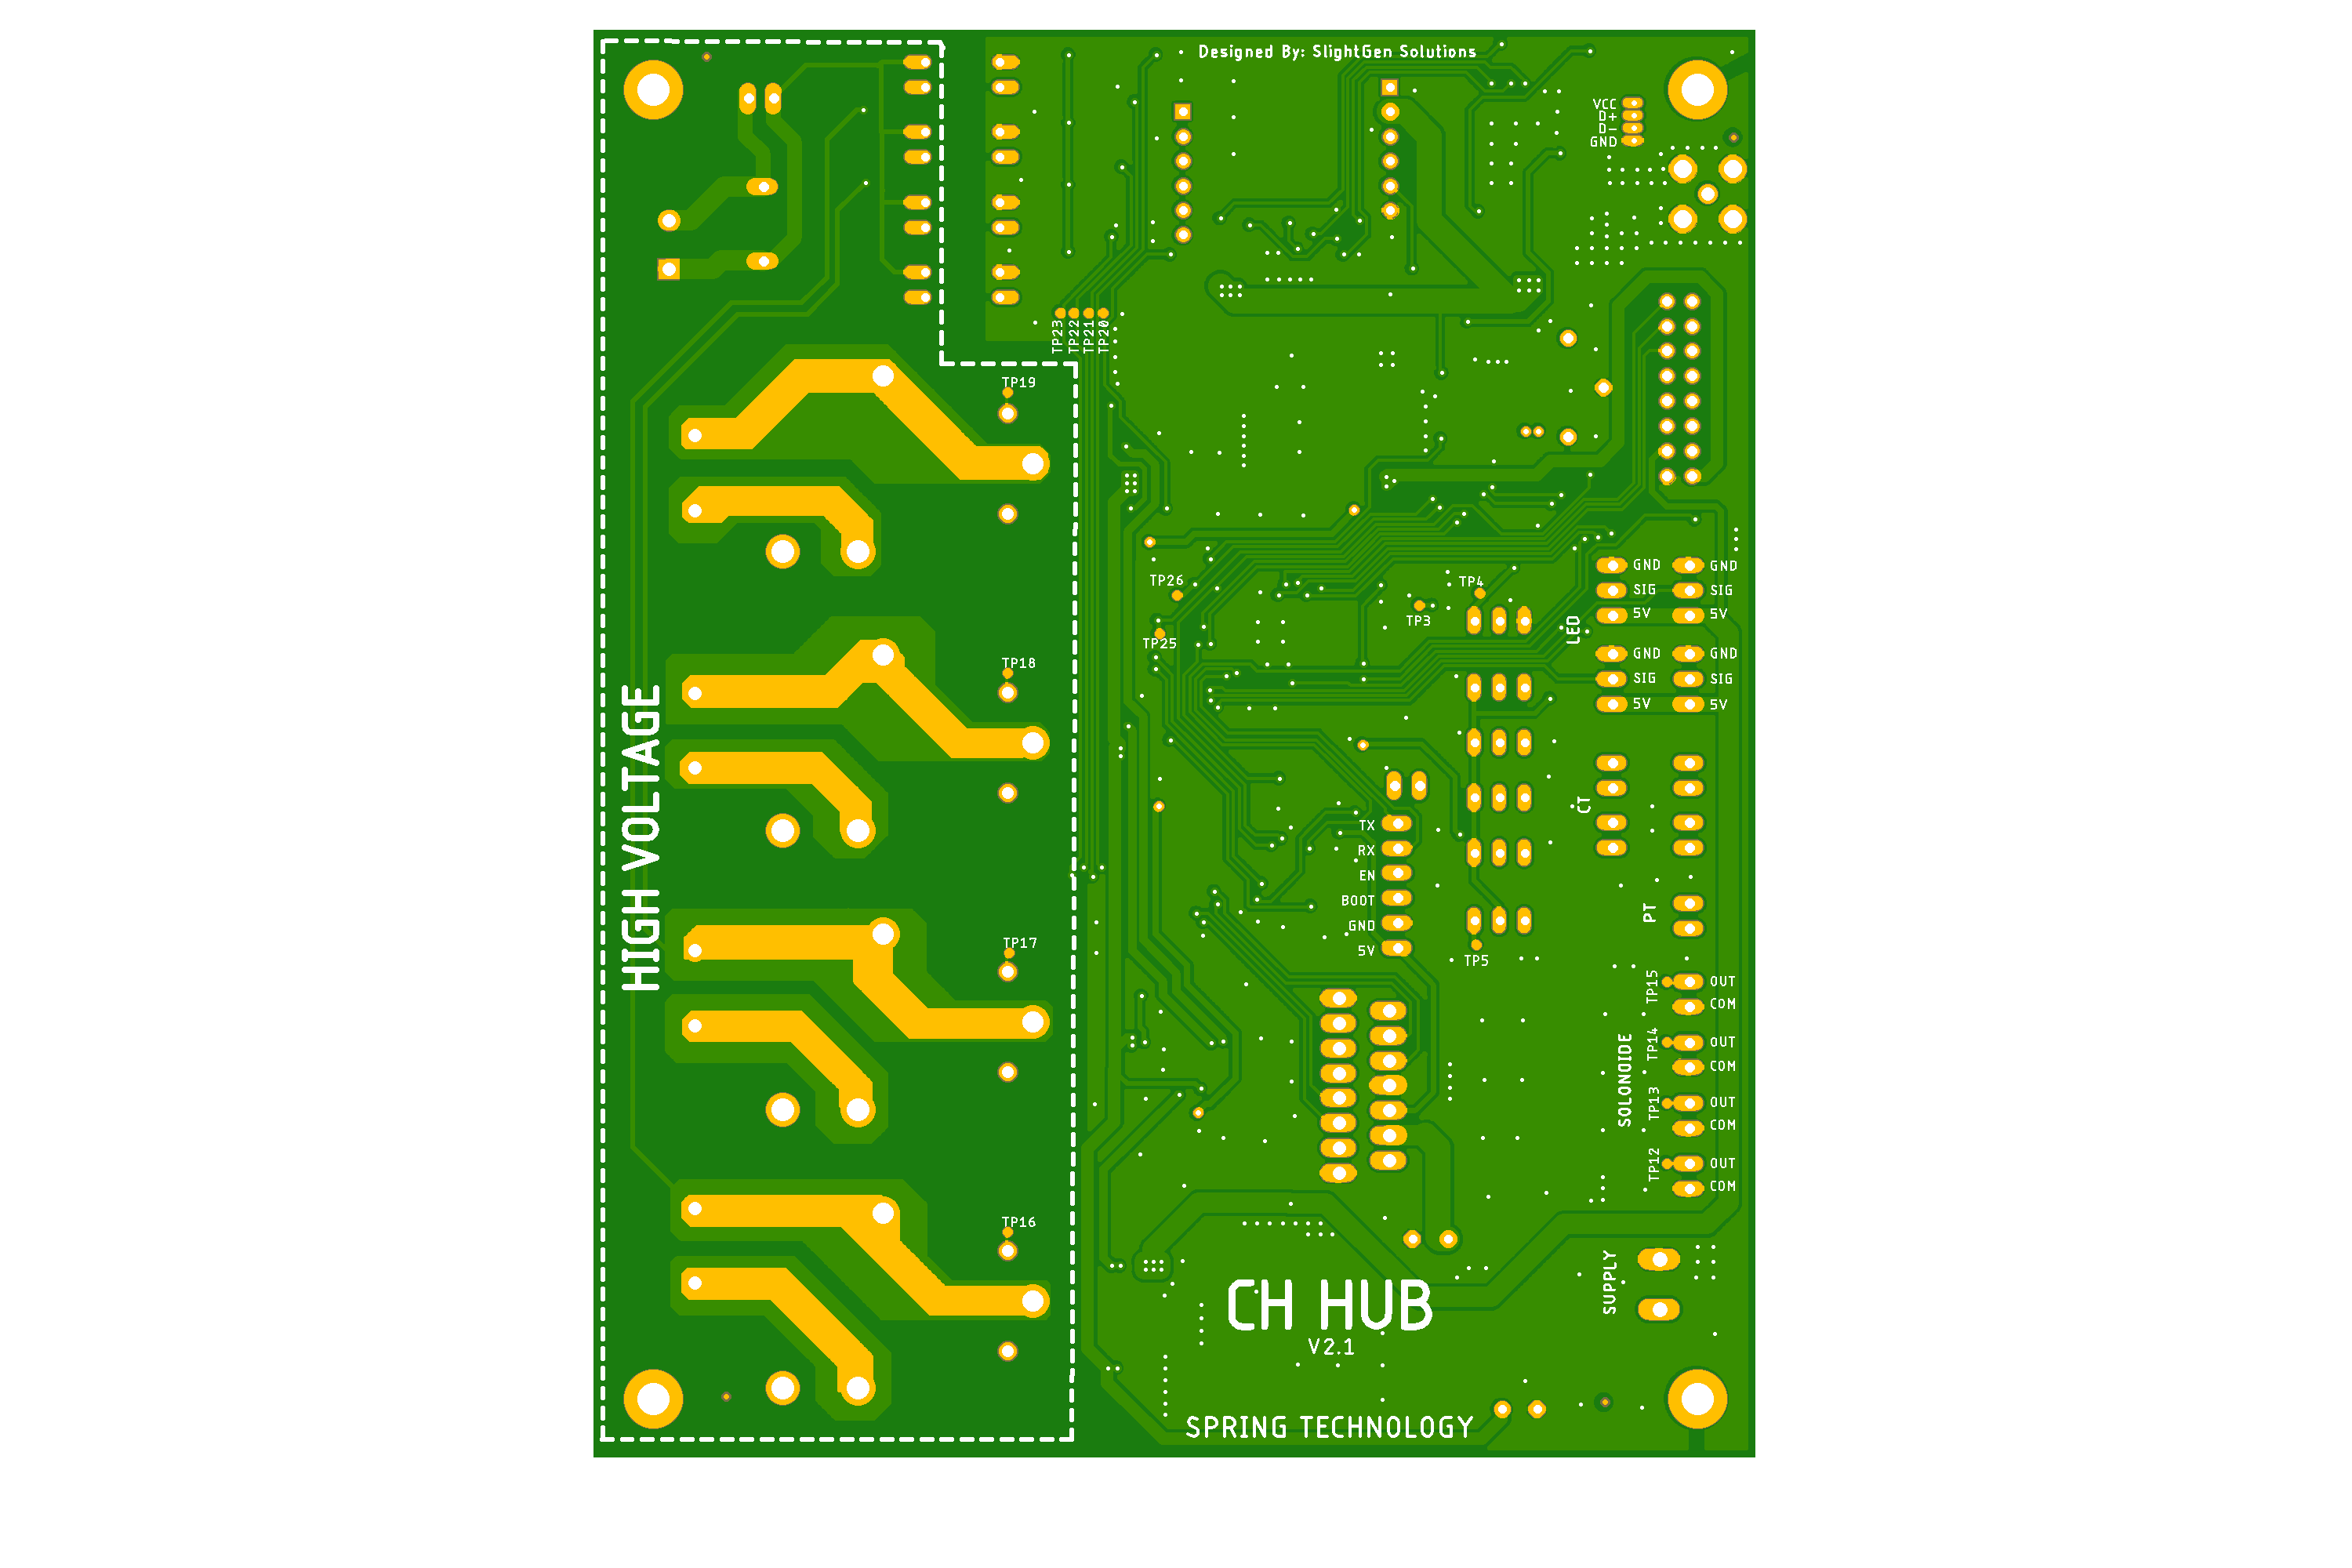 Designed By: SlightGen Solutions
VCC
D+
D-
GND
TP23
TP22
TP21
TP20
TP19
GND
GND
SIG
SIG
5V
5V
LED
TP26
TP4
TP3
TP25
GND
GND
SIG
SIG
5V
5V
TP18
HIGH VOLTAGE
CT
TX
RX
EN
BOOT
GND
5V
PT
TP17
TP5
TP15
OUT
COM
SOLONOIDE
TP14
OUT
COM
TP13
OUT
COM
TP12
OUT
COM
TP16
SUPPLY
CH HUB
V2.1
SPRING TECHNOLOGY